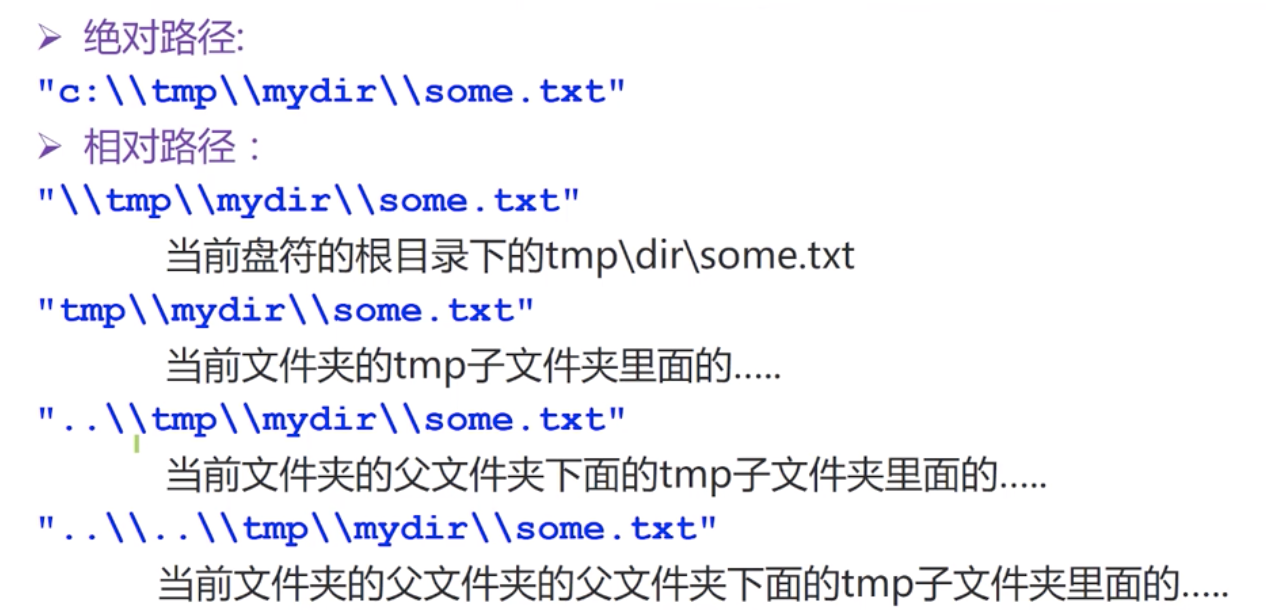 ➢ 绝对路径:
"c:\\tmp\\mydir\\some.txt"
➢ 相对路径：
"\\tmp\\mydir\\some.txt"
当前盘符的根目录下的tmp\dir\some.txt
"tmp\\mydir\\some.txt"
当前文件夹的tmp子文件夹里面的…..
"..\\tmp\\mydir\\some.txt"
当前文件夹的父文件夹下面的tmp子文件夹里面的…..
"..\\..\\tmp\\mydir\\some.txt"
当前文件夹的父文件夹的父文件夹下面的tmp子文件夹里面的…..